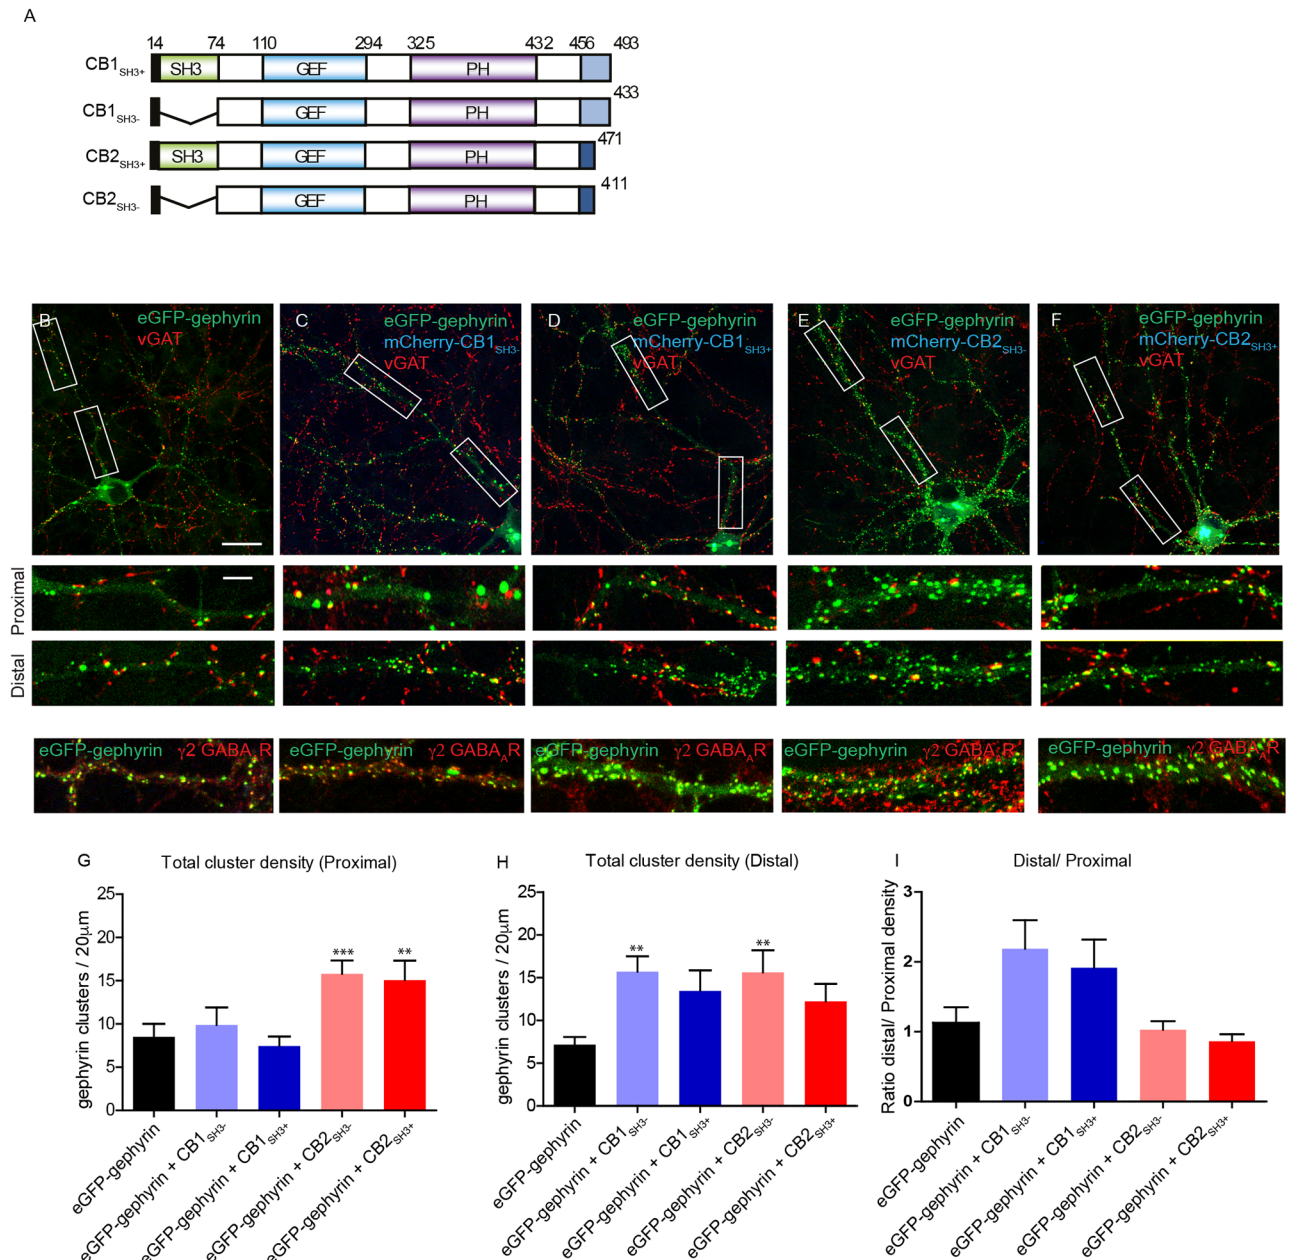 A
14 74 110 294 325 432 456 493
CB1SH3+ SH3 GEF PH
433
CB1SH3- GEF PH
471
CB2SH3+ SH3 GEF PH
411
CB2SH3- GEF PH
B
eGFP-gephyrin
vGAT
C
eGFP-gephyrin
mCherry-CB1SH3-
vGAT
D
eGFP-gephyrin
mCherry-CB1SH3+
vGAT
E
eGFP-gephyrin
mCherry-CB2SH3-
vGAT
F
eGFP-gephyrin
mCherry-CB2SH3+
vGAT
Proximal
Distal
eGFP-gephyrin γ2 GABAAR
eGFP-gephyrin γ2 GABAAR
eGFP-gephyrin γ2 GABAAR
eGFP-gephyrin γ2 GABAAR
eGFP-gephyrin γ2 GABAAR
G
Total cluster density (Proximal)
gephyrin clusters / 20μm
25
20
15
10
5
0
***
**
eGFP-gephyrin
eGFP-gephyrin + CB1SH3-
eGFP-gephyrin + CB1SH3+
eGFP-gephyrin + CB2SH3-
eGFP-gephyrin + CB2SH3+
H
Total cluster density (Distal)
gephyrin clusters / 20μm
25
20
15
10
5
0
**
**
eGFP-gephyrin
eGFP-gephyrin + CB1SH3-
eGFP-gephyrin + CB1SH3+
eGFP-gephyrin + CB2SH3-
eGFP-gephyrin + CB2SH3+
I
Distal/ Proximal
Ratio distal/ Proximal density
3
2
1
0
eGFP-gephyrin
eGFP-gephyrin + CB1SH3-
eGFP-gephyrin + CB1SH3+
eGFP-gephyrin + CB2SH3-
eGFP-gephyrin + CB2SH3+